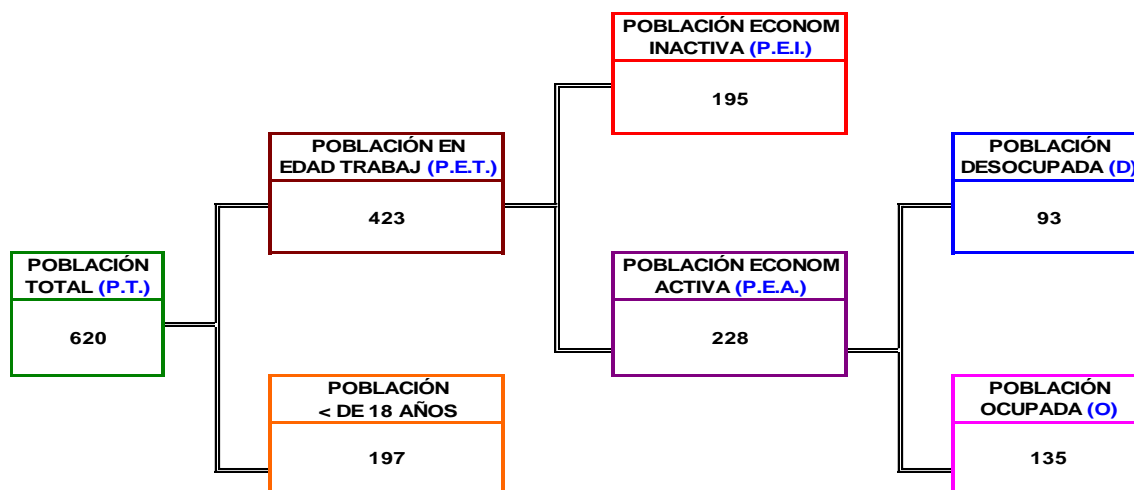 POBLACIÓN ECONOM
INACTIVA (P.E.I.)
195
POBLACIÓN EN
EDAD TRABAJ (P.E.T.)
423
POBLACIÓN
DESOCUPADA (D)
93
POBLACIÓN
TOTAL (P.T.)
620
POBLACIÓN ECONOM
ACTIVA (P.E.A.)
228
POBLACIÓN
< DE 18 AÑOS
197
POBLACIÓN
OCUPADA (O)
135